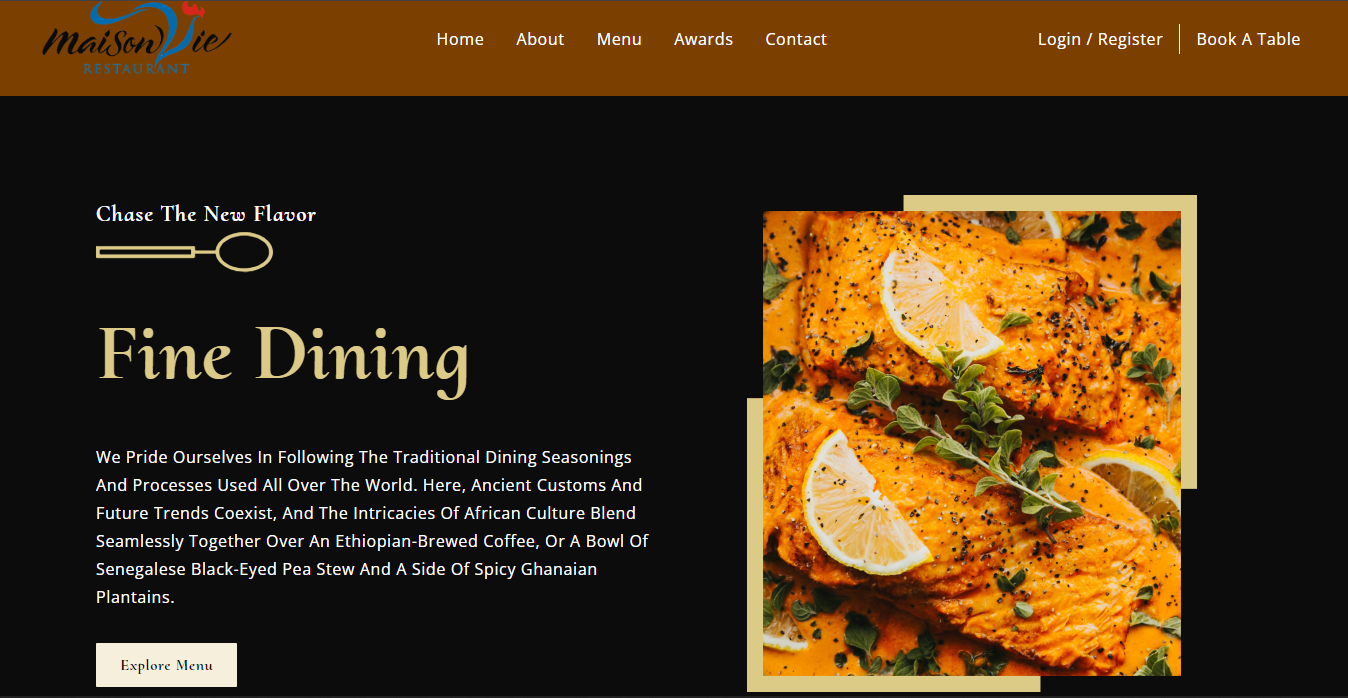 Maison Vie
RESTAURANT
Home About Menu Awards Contact
Login / Register Book A Table
Chase The New Flavor
Fine Dining
We Pride Ourselves In Following The Traditional Dining Seasonings
And Processes Used All Over The World. Here, Ancient Customs And
Future Trends Coexist, And The Intricacies Of African Culture Blend
Seamlessly Together Over An Ethiopian-Brewed Coffee, Or A Bowl Of
Senegalese Black-Eyed Pea Stew And A Side Of Spicy Ghanaian
Plantains.
Explore Menu